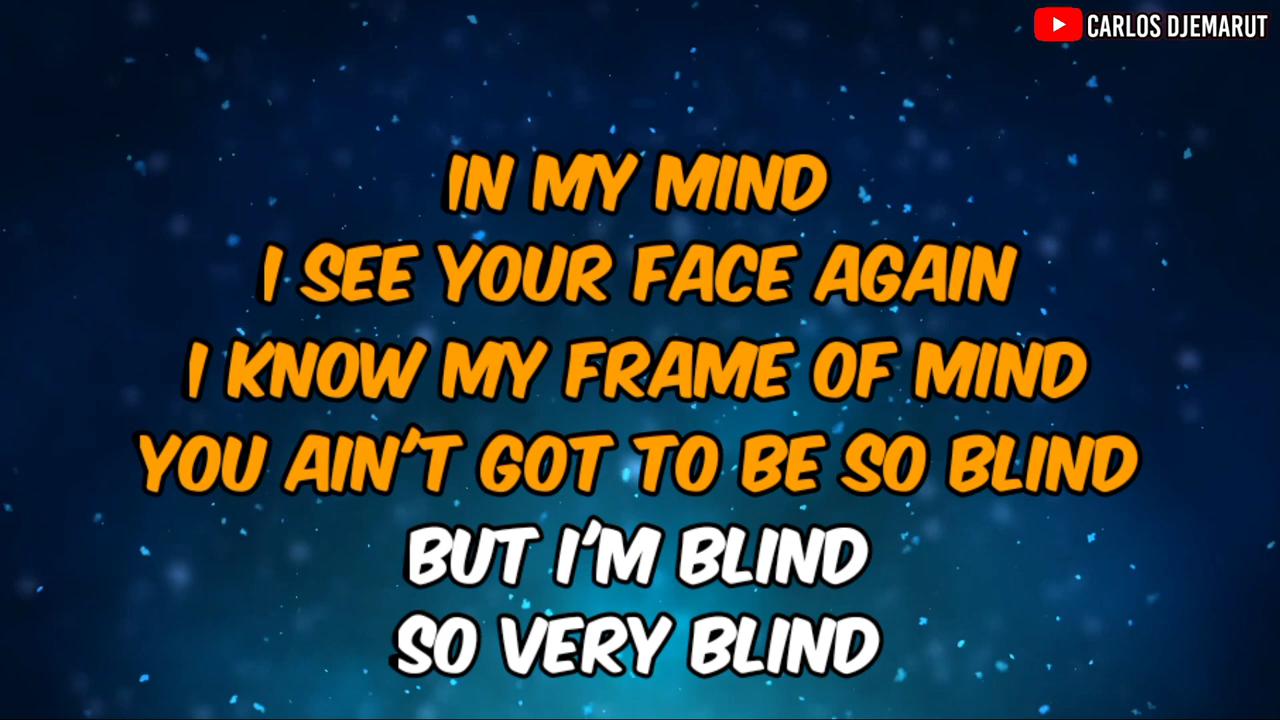 CARLOS DJEMARUT
IN MY MIND
I SEE YOUR FACE AGAIN
I KNOW MY FRAME OF MIND
YOU AIN'T GOT TO BE SO BLIND
BUT I'M BLIND
SO VERY BLIND